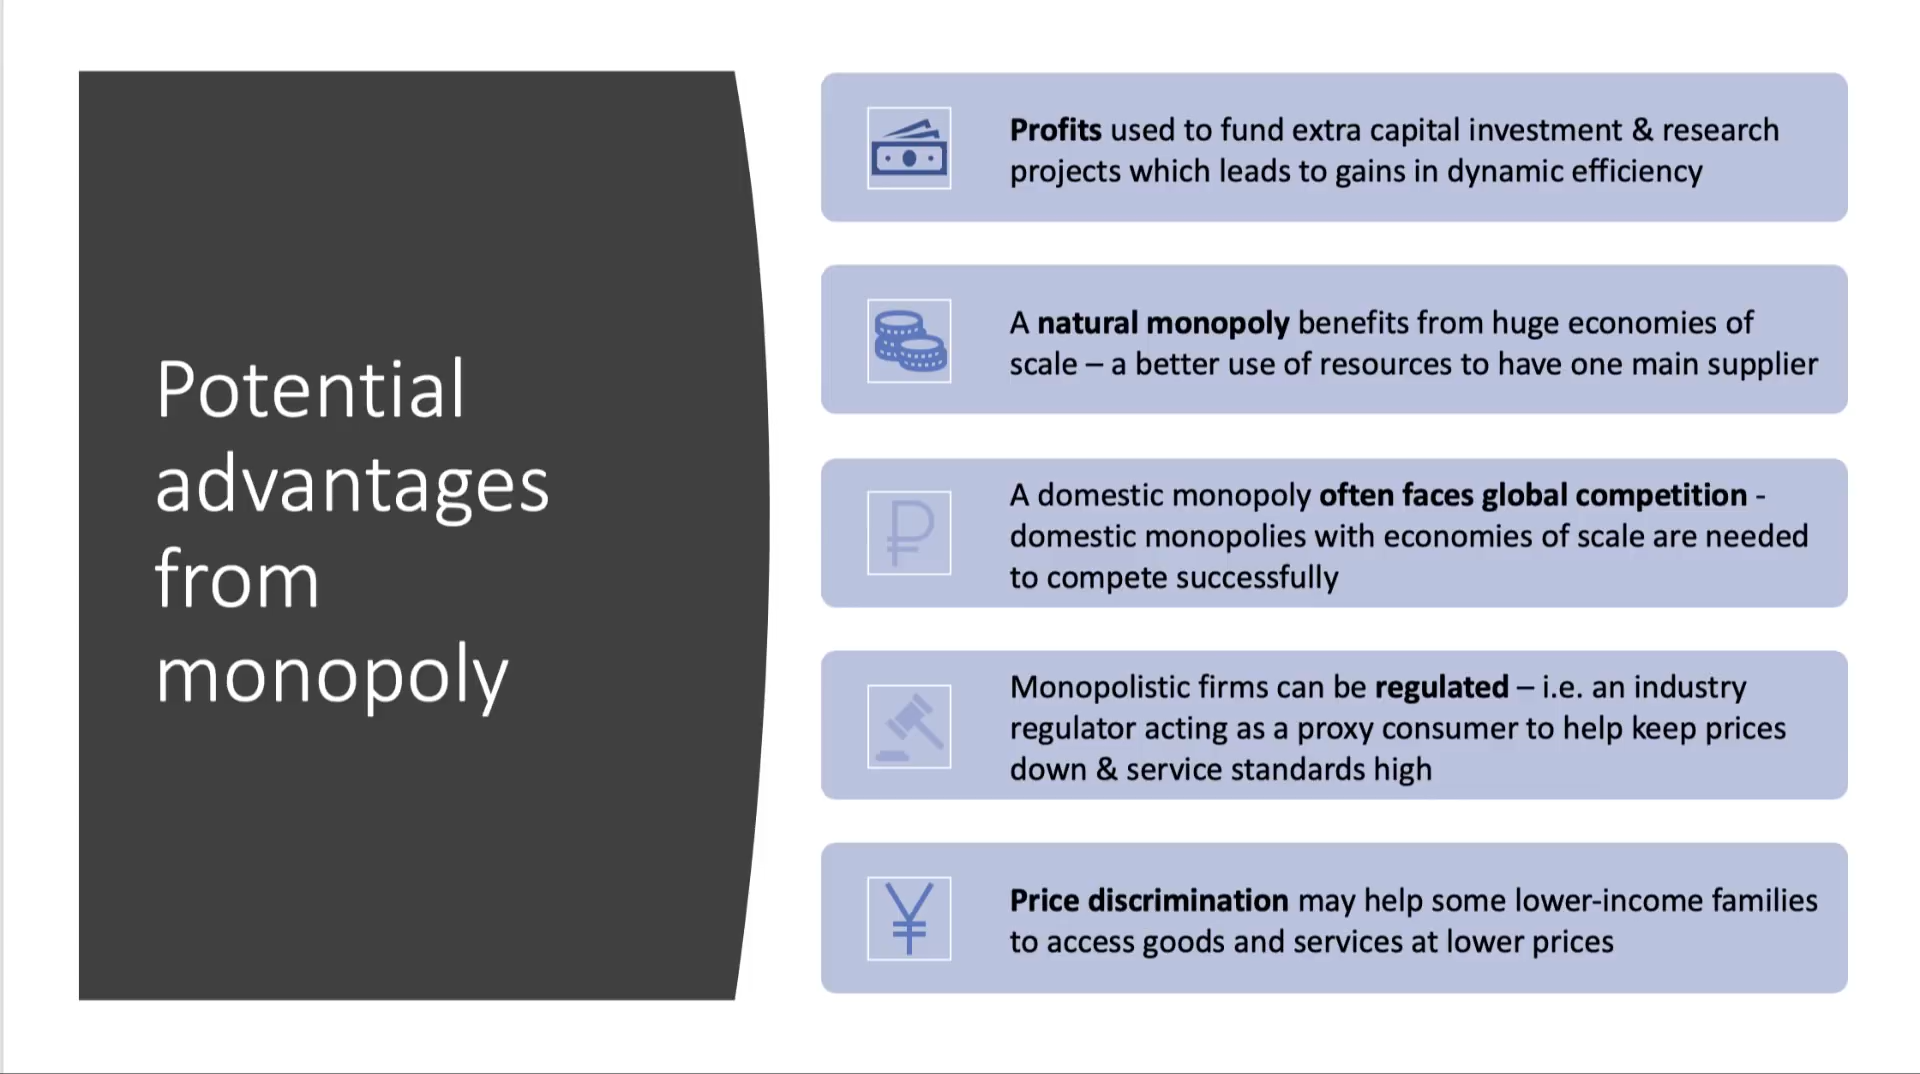 Potential
advantages
from
monopoly
Profits used to fund extra capital investment & research
projects which leads to gains in dynamic efficiency
A natural monopoly benefits from huge economies of
scale – a better use of resources to have one main supplier
A domestic monopoly often faces global competition -
domestic monopolies with economies of scale are needed
to compete successfully
Monopolistic firms can be regulated – i.e. an industry
regulator acting as a proxy consumer to help keep prices
down & service standards high
Price discrimination may help some lower-income families
to access goods and services at lower prices